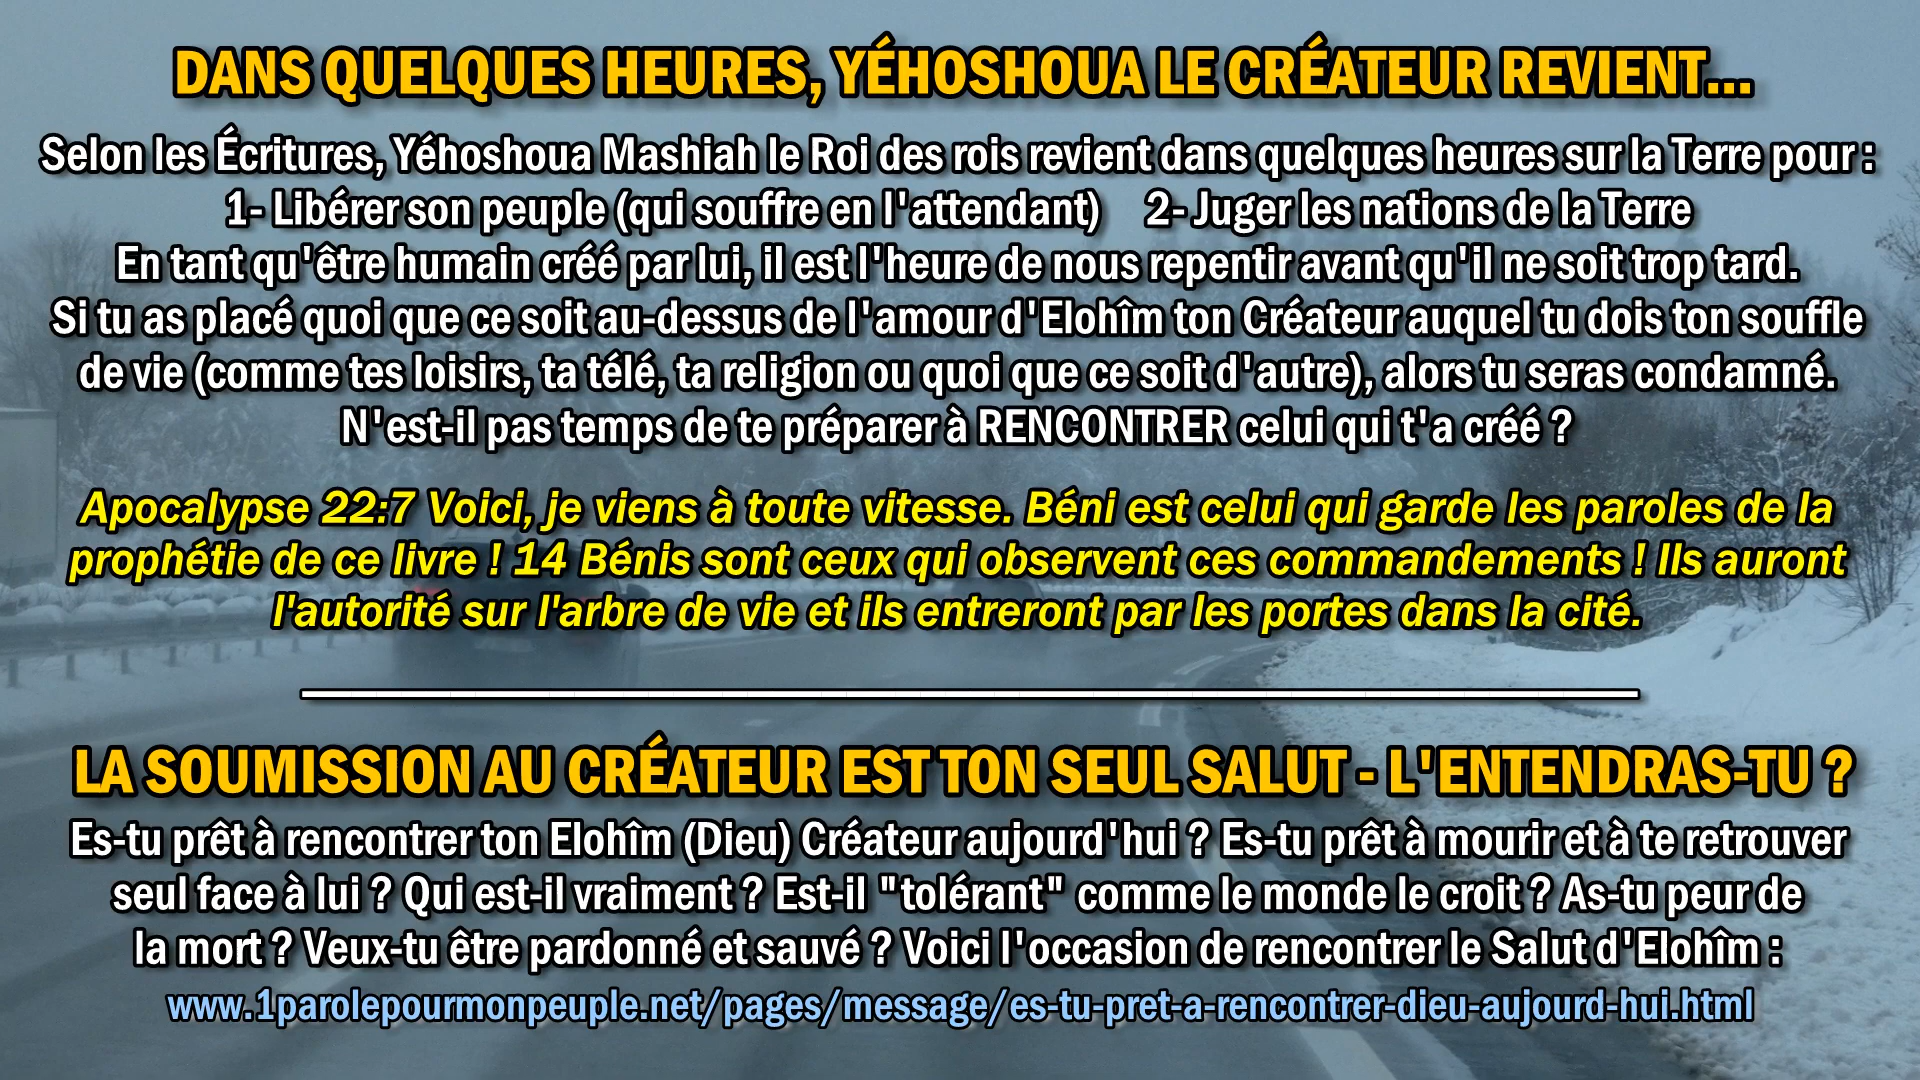 DANS QUELQUES HEURES, YÉHOSHOUA LE CRÉATEUR REVIENT...
Selon les Écritures, Yéhoshoua Mashiah le Roi des rois revient dans quelques heures sur la Terre pour :
1- Libérer son peuple (qui souffre en l'attendant) 2- Juger les nations de la Terre
En tant qu'être humain créé par lui, il est l'heure de nous repentir avant qu'il ne soit trop tard.
Si tu as placé quoi que ce soit au-dessus de l'amour d'Elohîm ton Créateur auquel tu dois ton souffle
de vie (comme tes loisirs, ta télé, ta religion ou quoi que ce soit d'autre), alors tu seras condamné.
N'est-il pas temps de te préparer à RENCONTRER celui qui t'a créé ?
Apocalypse 22:7 Voici, je viens à toute vitesse. Béni est celui qui garde les paroles de la
prophétie de ce livre ! 14 Bénis sont ceux qui observent ces commandements ! Ils auront
l'autorité sur l'arbre de vie et ils entreront par les portes dans la cité.
LA SOUMISSION AU CRÉATEUR EST TON SEUL SALUT - L'ENTENDRAS-TU ?
Es-tu prêt à rencontrer ton Elohîm (Dieu) Créateur aujourd'hui ? Es-tu prêt à mourir et à te retrouver
seul face à lui ? Qui est-il vraiment ? Est-il "tolérant" comme le monde le croit ? As-tu peur de
la mort ? Veux-tu être pardonné et sauvé ? Voici l'occasion de rencontrer le Salut d'Elohîm :
www.1parolepourmonpeuple.net/pages/message/es-tu-pret-a-rencontrer-dieu-aujourd-hui.html